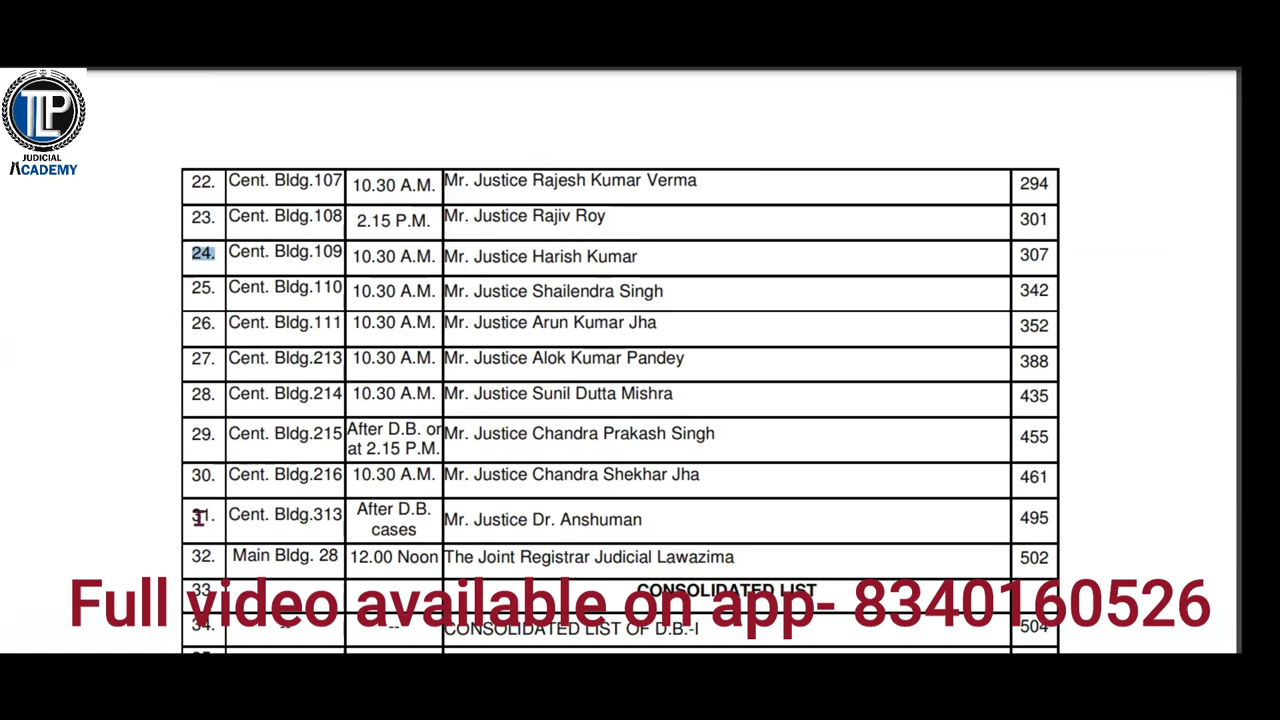 TLP
JUDICIAL
ACADEMY
22. Cent. Bldg.107 10.30 A.M. Mr. Justice Rajesh Kumar Verma 294
23. Cent. Bldg.108 2.15 P.M. Mr. Justice Rajiv Roy 301
24. Cent. Bldg.109 10.30 A.M. Mr. Justice Harish Kumar 307
25. Cent. Bldg.110 10.30 A.M. Mr. Justice Shailendra Singh 342
26. Cent. Bldg.111 10.30 A.M. Mr. Justice Arun Kumar Jha 352
27. Cent. Bldg.213 10.30 A.M. Mr. Justice Alok Kumar Pandey 388
28. Cent. Bldg.214 10.30 A.M. Mr. Justice Sunil Dutta Mishra 435
29. Cent. Bldg.215 After D.B. or at 2.15 P.M. Mr. Justice Chandra Prakash Singh 455
30. Cent. Bldg.216 10.30 A.M. Mr. Justice Chandra Shekhar Jha 461
31. Cent. Bldg.313 After D.B. cases Mr. Justice Dr. Anshuman 495
32. Main Bldg. 28 12.00 Noon The Joint Registrar Judicial Lawazima 502
33 CONSOLIDATED LIST
Full video available on app- 8340160526
34. -- -- CONSOLIDATED LIST OF D.B.-I 504